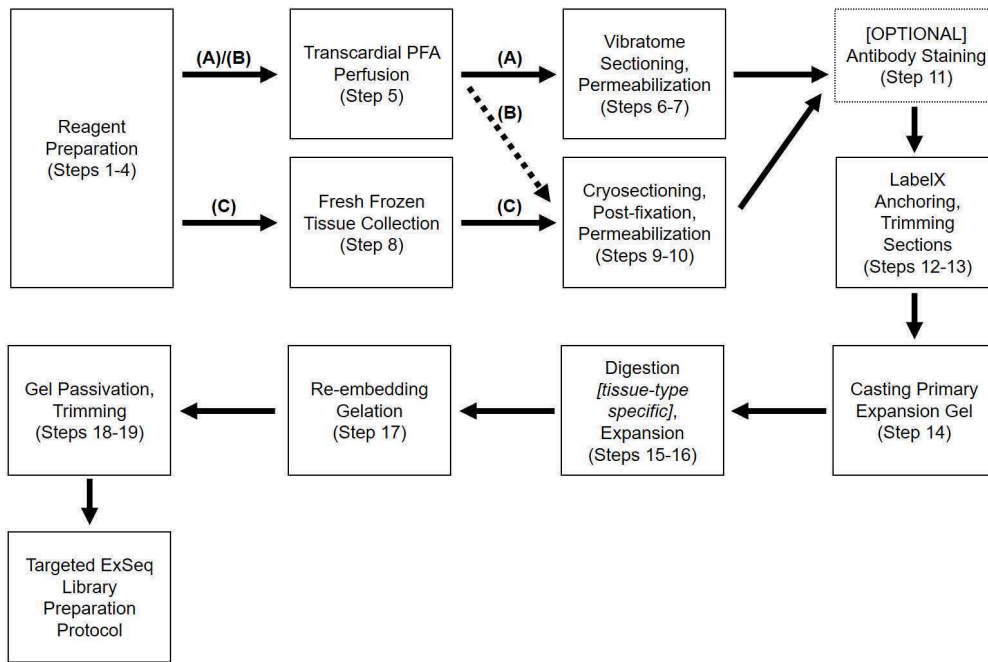 Reagent
Preparation
(Steps 1-4)
(A)/(B)
Transcardial PFA
Perfusion
(Step 5)
(A)
(B)
Vibratome
Sectioning,
Permeabilization
(Steps 6-7)
[OPTIONAL]
Antibody Staining
(Step 11)
(C)
Fresh Frozen
Tissue Collection
(Step 8)
(C)
Cryosectioning,
Post-fixation,
Permeabilization
(Steps 9-10)
LabelX
Anchoring,
Trimming
Sections
(Steps 12-13)
Casting Primary
Expansion Gel
(Step 14)
Digestion
[tissue-type
specific],
Expansion
(Steps 15-16)
Re-embedding
Gelation
(Step 17)
Gel Passivation,
Trimming
(Steps 18-19)
Targeted ExSeq
Library
Preparation
Protocol